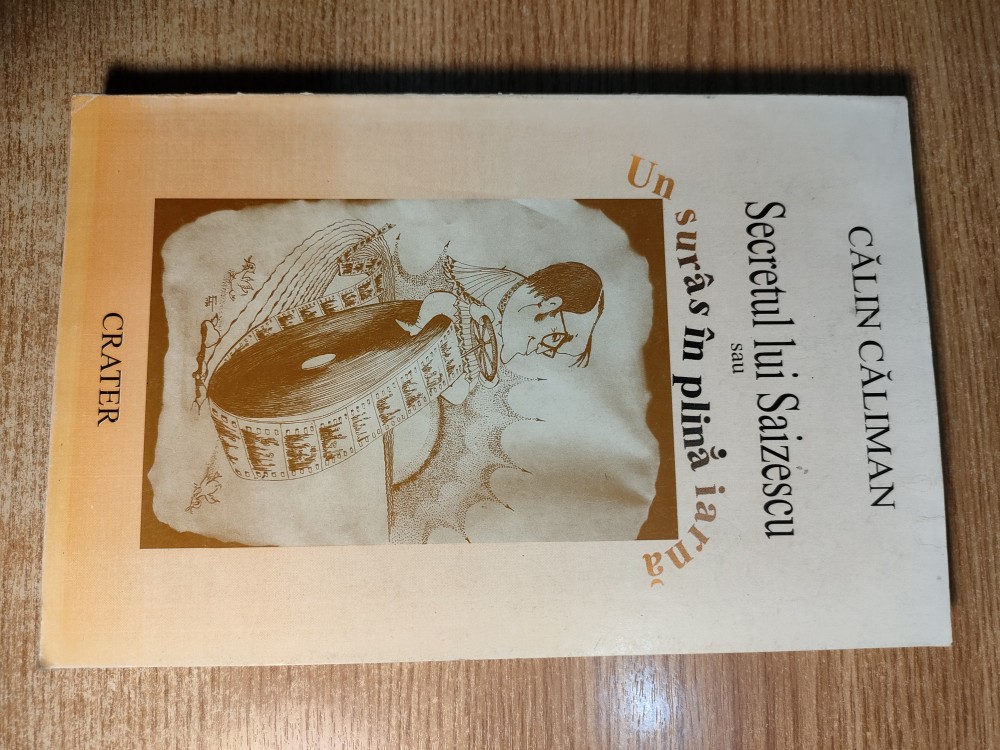 CĂLIN CĂLIMAN
Secretul lui Saizescu
sau
Un surâs în plină iarnă
CRATER